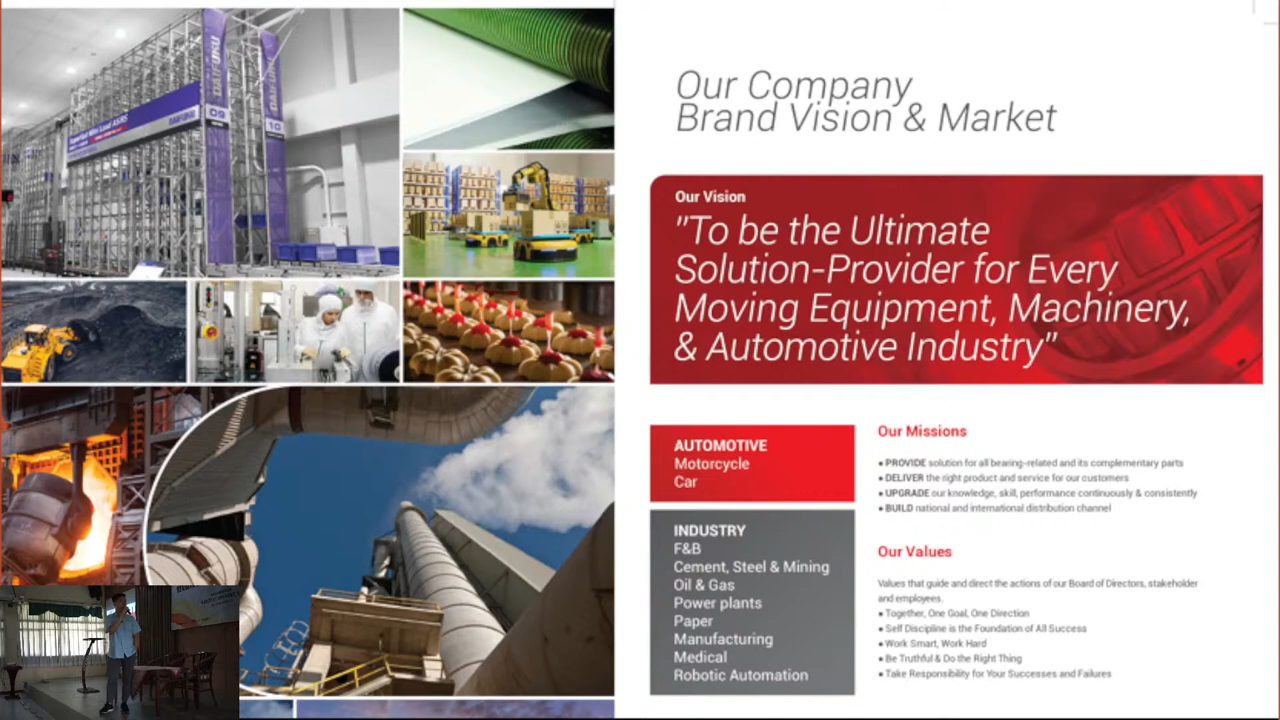 DAIFUKU
DAIFUKU
09
10
DAIFUKU
Our Company
Brand Vision & Market
Our Vision
"To be the Ultimate
Solution-Provider for Every
Moving Equipment, Machinery,
& Automotive Industry"
AUTOMOTIVE
Motorcycle
Car
INDUSTRY
F&B
Cement, Steel & Mining
Oil & Gas
Power plants
Paper
Manufacturing
Medical
Robotic Automation
Our Missions
• PROVIDE solution for all bearing-related and its complementary parts
• DELIVER the right product and service for our customers
• UPGRADE our knowledge, skill, performance continuously & consistently
• BUILD national and international distribution channel
Our Values
Values that guide and direct the actions of our Board of Directors, stakeholder
and employees.
• Together, One Goal, One Direction
• Self Discipline is the Foundation of All Success
• Work Smart, Work Hard
• Be Truthful & Do the Right Thing
• Take Responsibility for Your Successes and Failures